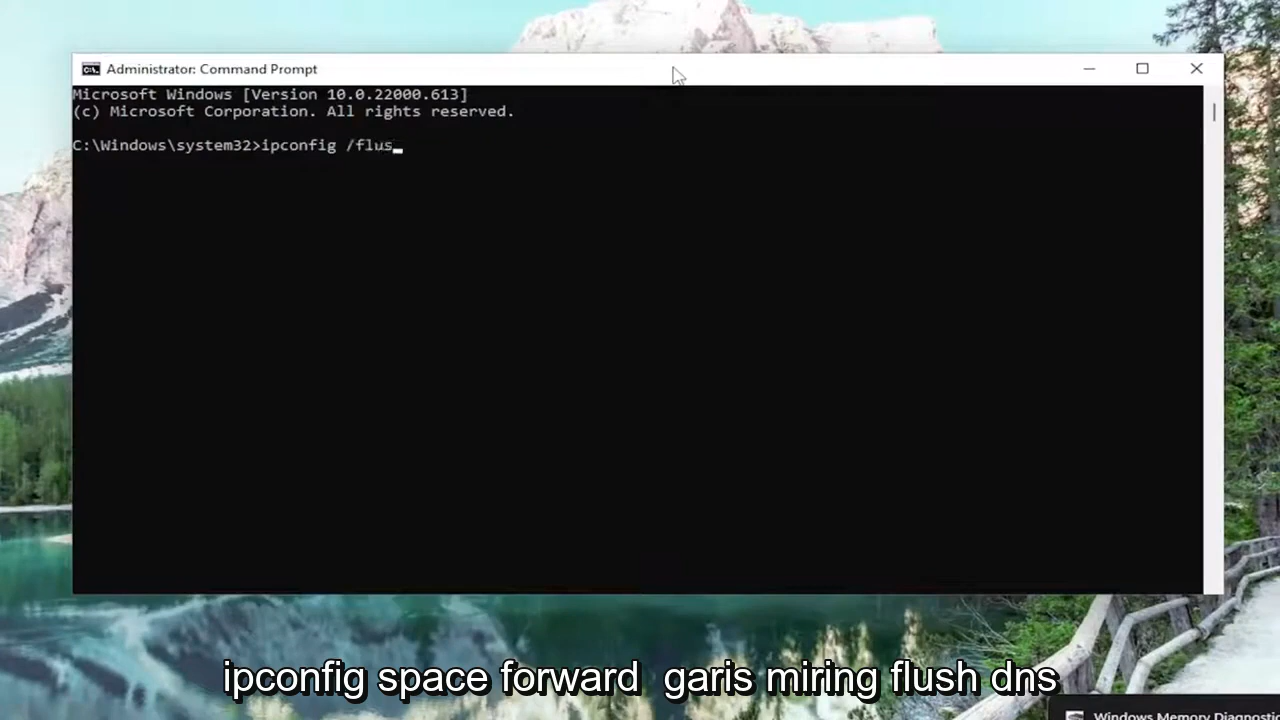 Administrator: Command Prompt
Microsoft Windows [Version 10.0.22000.613]
(c) Microsoft Corporation. All rights reserved.
C:\Windows\system32>ipconfig /flus
ipconfig space forward  garis miring flush dns
Windows Memory Diagnostic